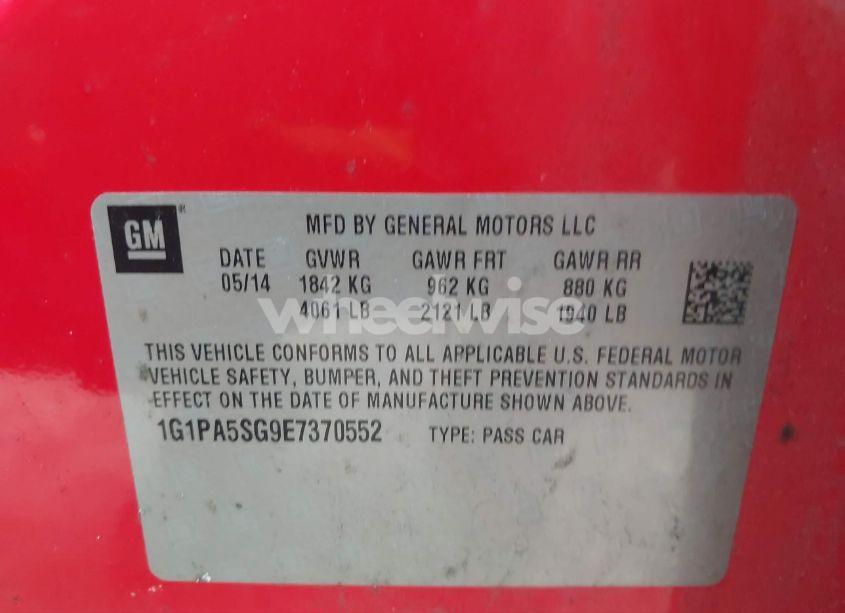 GM
MFD BY GENERAL MOTORS LLC
DATE GVWR GAWR FRT GAWR RR
05/14 1842 KG 962 KG 880 KG
4061 LB 2121 LB 1940 LB
wheelwise
THIS VEHICLE CONFORMS TO ALL APPLICABLE U.S. FEDERAL MOTOR
VEHICLE SAFETY, BUMPER, AND THEFT PREVENTION STANDARDS IN
EFFECT ON THE DATE OF MANUFACTURE SHOWN ABOVE.
1G1PA5SG9E7370552 TYPE: PASS CAR